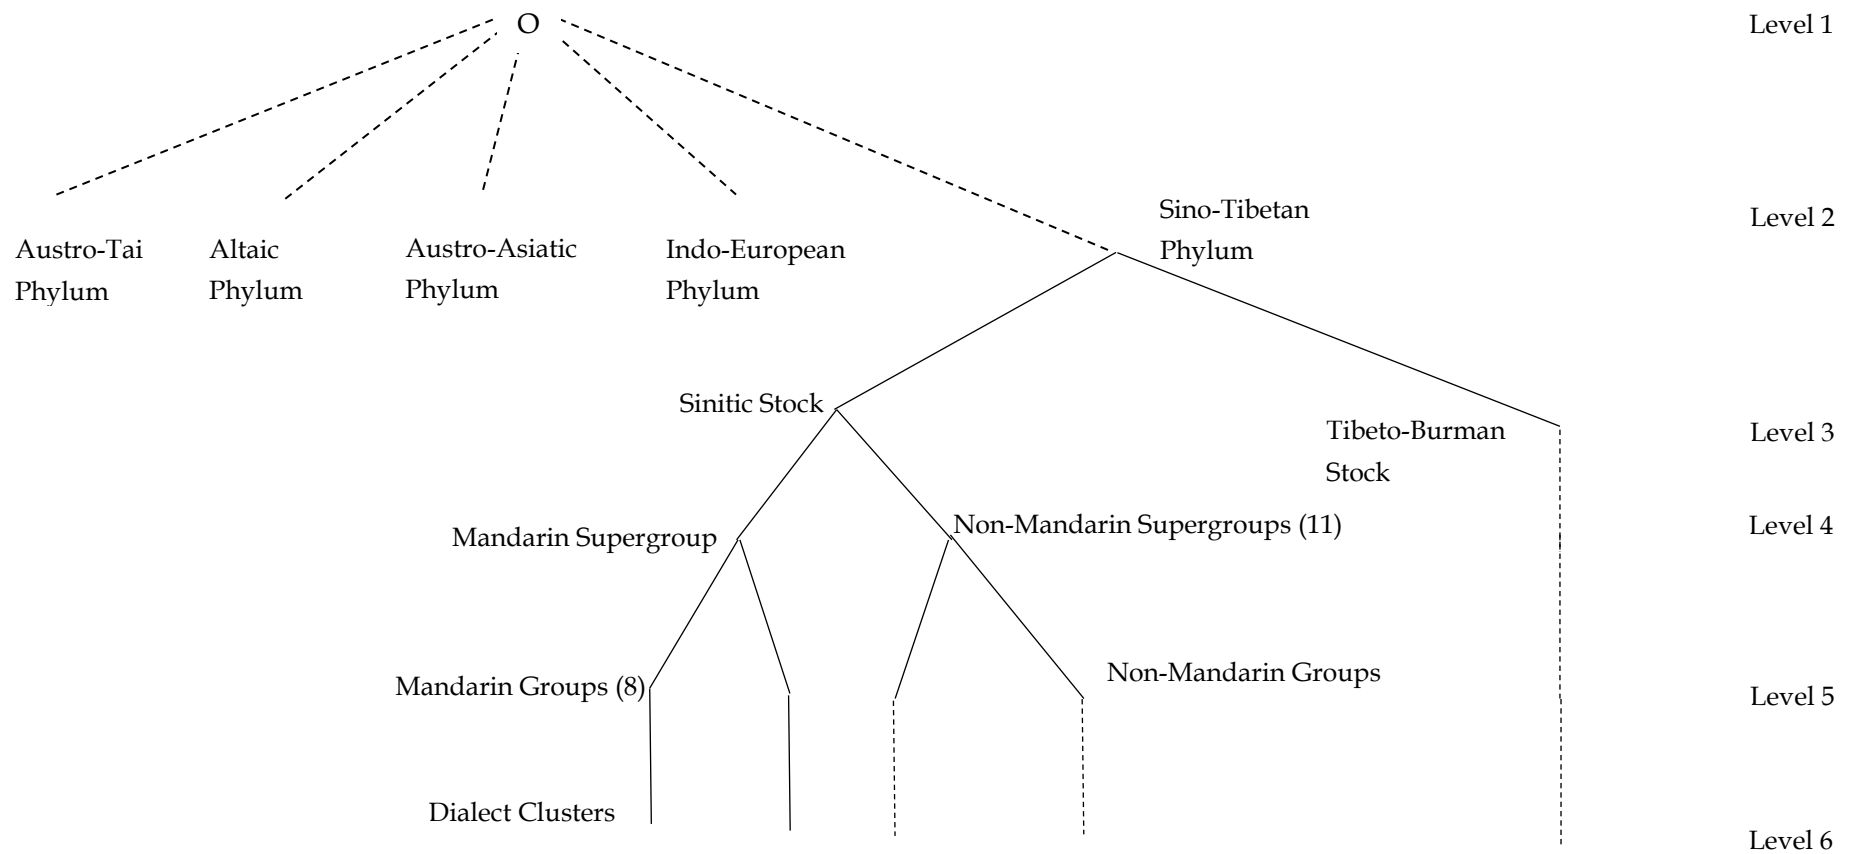 O
Level 1
Sino-Tibetan
Phylum
Level 2
Austro-Tai
Phylum
Altaic
Phylum
Austro-Asiatic
Phylum
Indo-European
Phylum
Sinitic Stock
Tibeto-Burman
Stock
Level 3
Mandarin Supergroup
Non-Mandarin Supergroups (11)
Level 4
Mandarin Groups (8)
Non-Mandarin Groups
Level 5
Dialect Clusters
Level 6